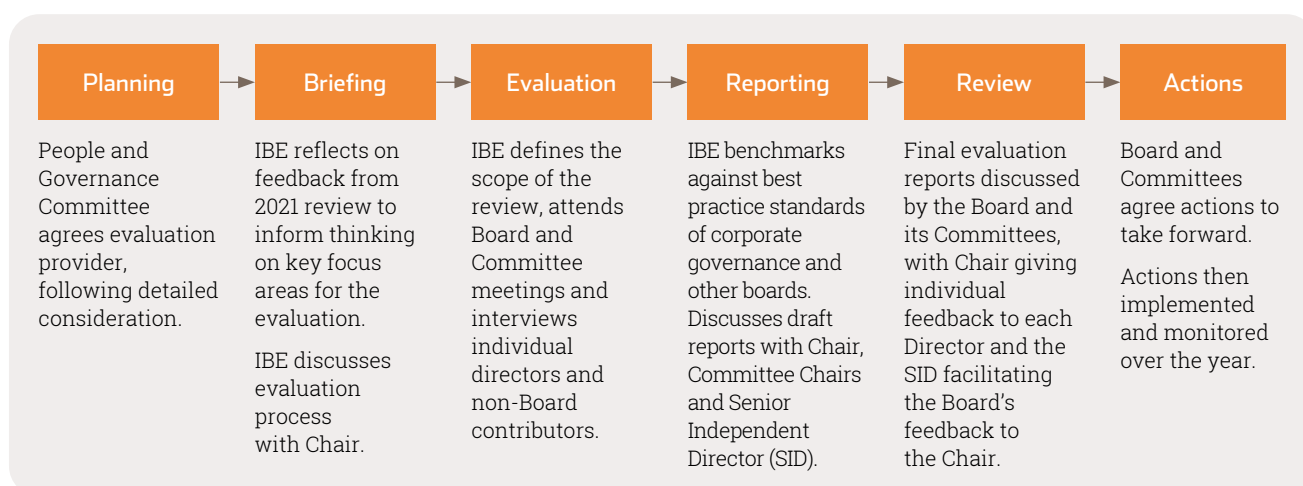 Planning
People and
Governance
Committee
agrees evaluation
provider,
following detailed
consideration.
Briefing
IBE reflects on
feedback from
2021 review to
inform thinking
on key focus
areas for the
evaluation.
IBE discusses
evaluation
process
with Chair.
Evaluation
IBE defines the
scope of the
review, attends
Board and
Committee
meetings and
interviews
individual
directors and
non-Board
contributors.
Reporting
IBE benchmarks
against best
practice standards
of corporate
governance and
other boards.
Discusses draft
reports with Chair,
Committee Chairs
and Senior
Independent
Director (SID).
Review
Final evaluation
reports discussed
by the Board and
its Committees,
with Chair giving
individual
feedback to each
Director and the
SID facilitating
the Board’s
feedback to
the Chair.
Actions
Board and
Committees
agree actions to
take forward.
Actions then
implemented
and monitored
over the year.